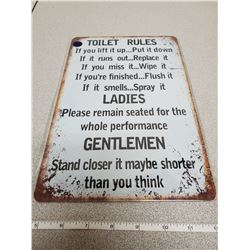 TOILET RULES
If you lift it up...Put it down
If it runs out..Replace it
If you miss it...Wipe it
If you're finished...Flush it
If it smells...Spray it
LADIES
Please remain seated for the
whole performance
GENTLEMEN
Stand closer it maybe shorter
than you think